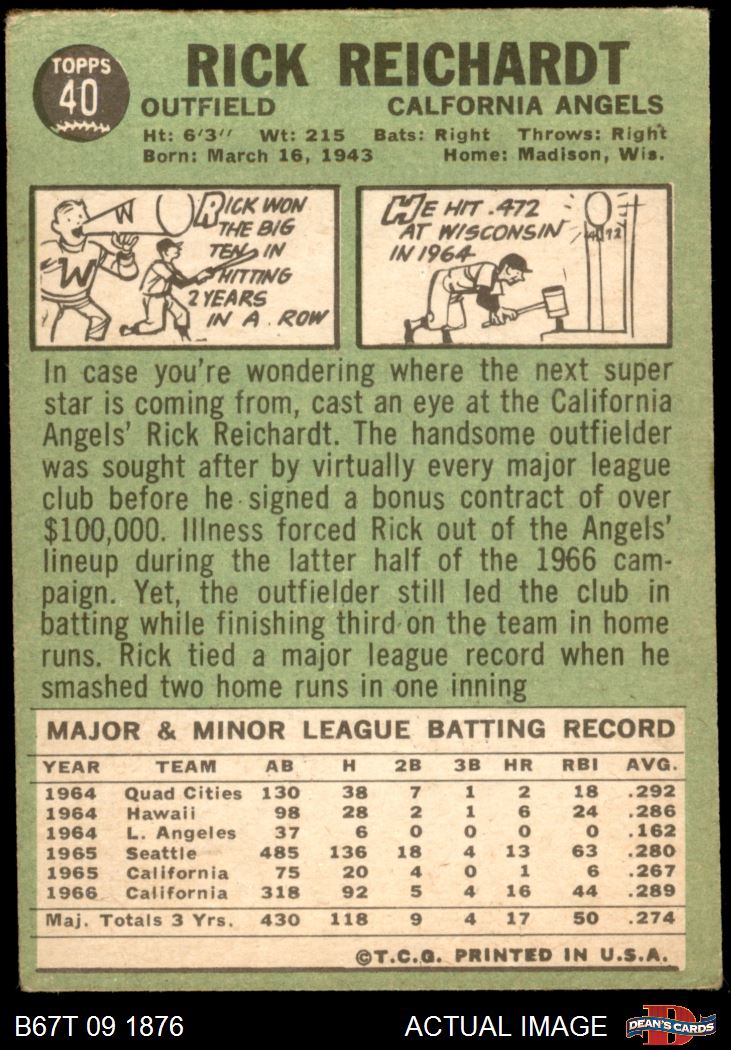 TOPPS
40
RICK REICHARDT
OUTFIELD CALFORNIA ANGELS
Ht: 6'3" Wt: 215 Bats: Right Throws: Right
Born: March 16, 1943 Home: Madison, Wis.
W
W
RICK WON
THE BIG
TEN IN
HITTING
2 YEARS
IN A ROW
HE HIT .472
AT WISCONSIN
IN 1964
.472
In case you're wondering where the next super
star is coming from, cast an eye at the California
Angels' Rick Reichardt. The handsome outfielder
was sought after by virtually every major league
club before he signed a bonus contract of over
$100,000. Illness forced Rick out of the Angels'
lineup during the latter half of the 1966 cam-
paign. Yet, the outfielder still led the club in
batting while finishing third on the team in home
runs. Rick tied a major league record when he
smashed two home runs in one inning
MAJOR & MINOR LEAGUE BATTING RECORD
YEAR TEAM AB H 2B 3B HR RBI AVG.
1964 Quad Cities 130 38 7 1 2 18 .292
1964 Hawaii 98 28 2 1 6 24 .286
1964 L. Angeles 37 6 0 0 0 0 .162
1965 Seattle 485 136 18 4 13 63 .280
1965 California 75 20 4 0 1 6 .267
1966 California 318 92 5 4 16 44 .289
Maj. Totals 3 Yrs. 430 118 9 4 17 50 .274
©T.C.G. PRINTED IN U.S.A.
B67T 09 1876 ACTUAL IMAGE
D
DEAN'S CARDS